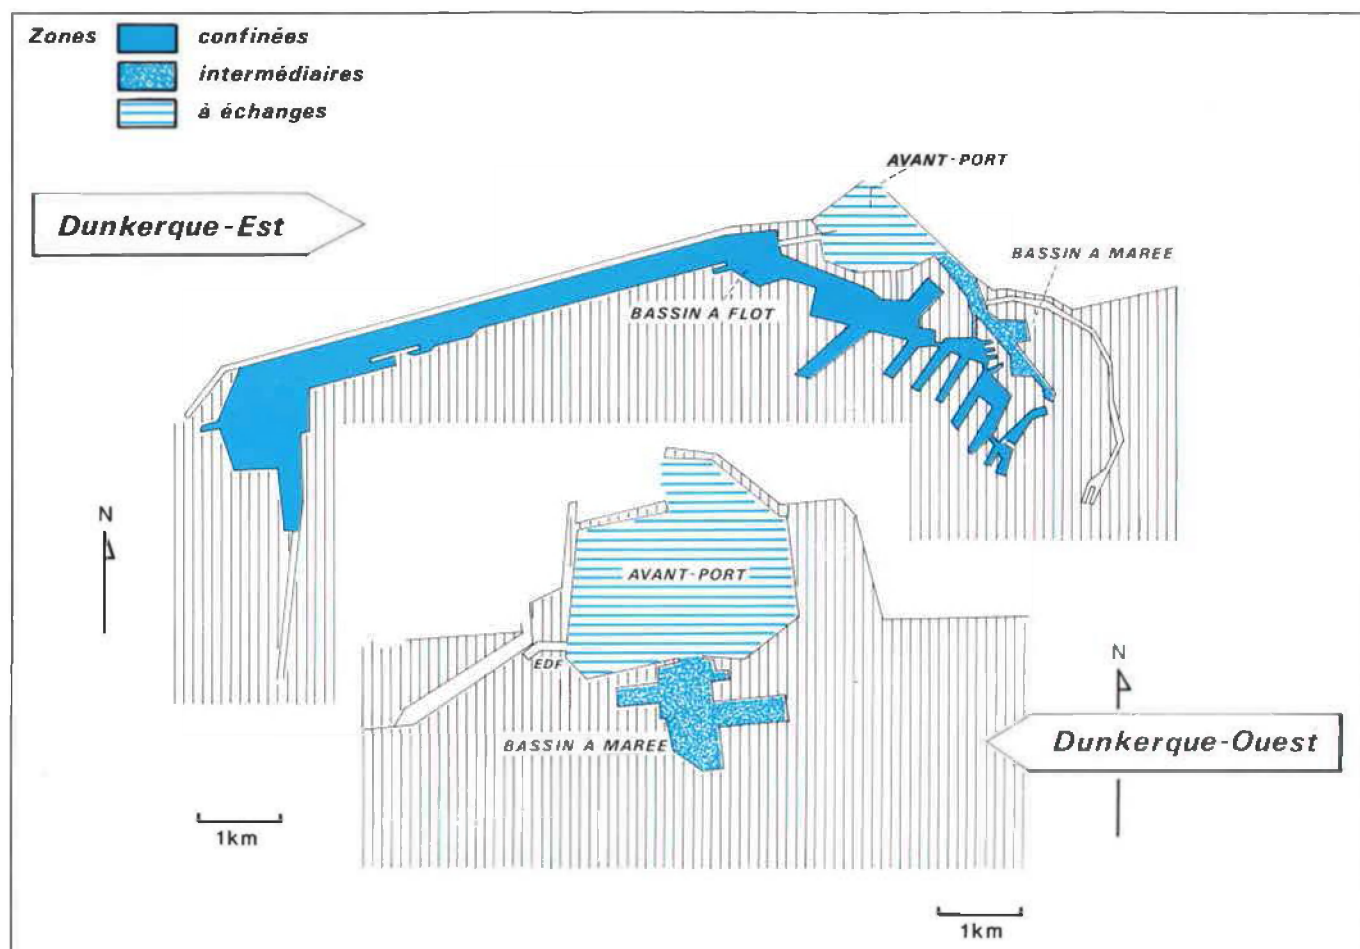 Zones confinées
intermédiaires
à échanges
AVANT-PORT
Dunkerque-Est
BASSIN A MAREE
BASSIN A FLOT
N
AVANT-PORT
EDF
N
BASSIN A MAREE
Dunkerque-Ouest
1km
1km